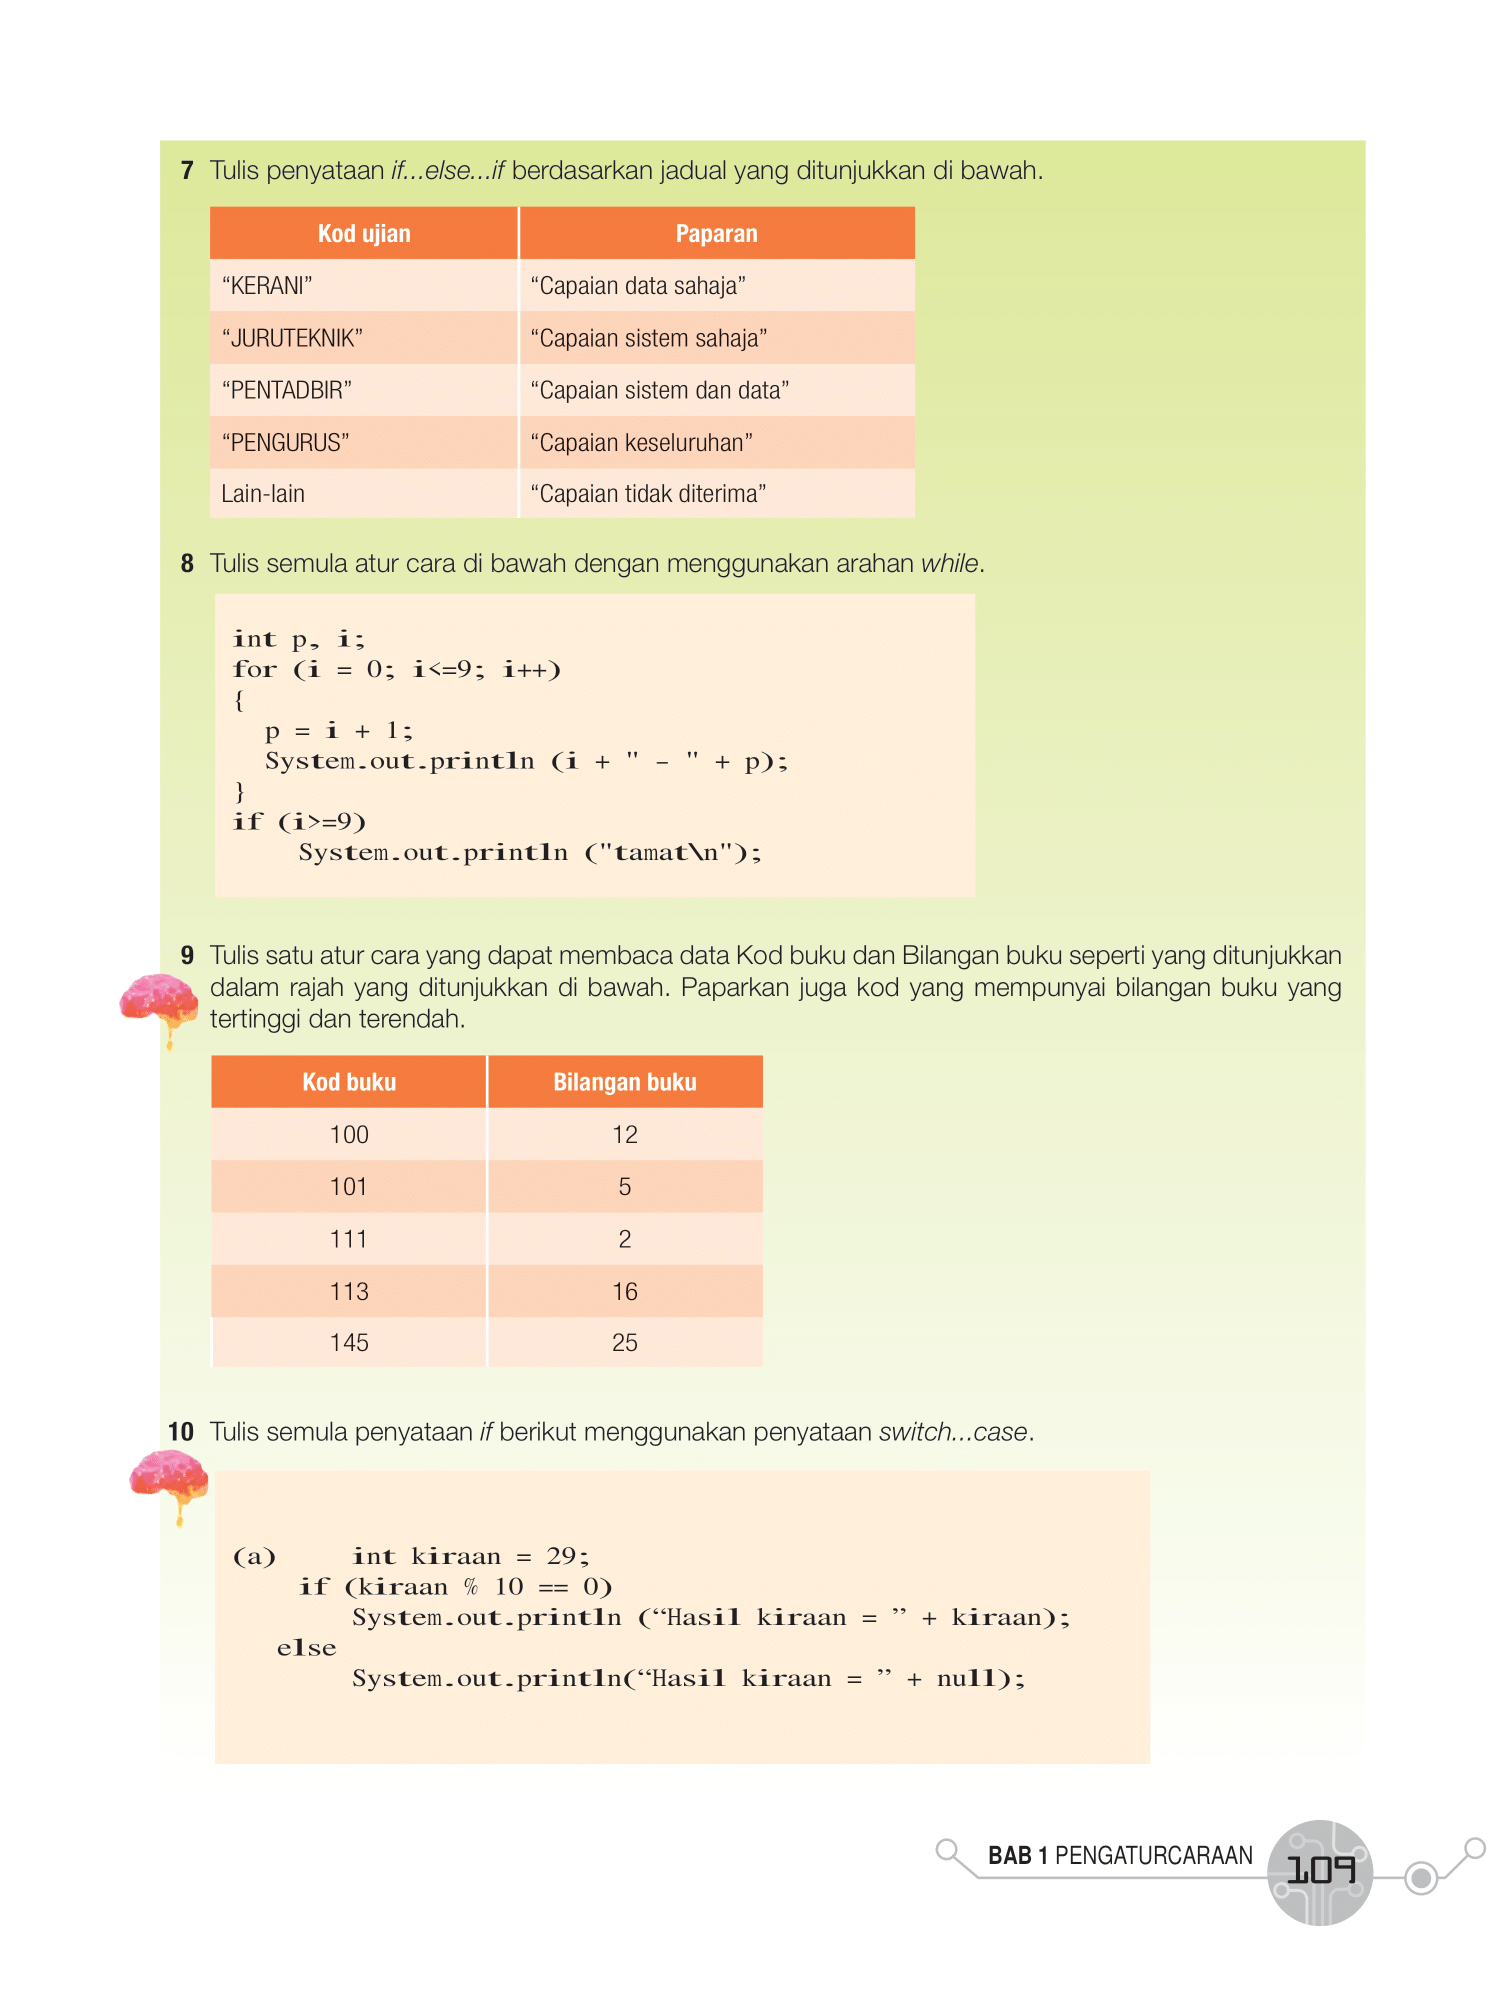 7 Tulis penyataan if...else...if berdasarkan jadual yang ditunjukkan di bawah.
Kod ujian Paparan
“KERANI” “Capaian data sahaja”
“JURUTEKNIK” “Capaian sistem sahaja”
“PENTADBIR” “Capaian sistem dan data”
“PENGURUS” “Capaian keseluruhan”
Lain-lain “Capaian tidak diterima”
8 Tulis semula atur cara di bawah dengan menggunakan arahan while.
int p, i;
for (i = 0; i<=9; i++)
{
p = i + 1;
System.out.println (i + " – " + p);
}
if (i>=9)
System.out.println ("tamat\n");
9 Tulis satu atur cara yang dapat membaca data Kod buku dan Bilangan buku seperti yang ditunjukkan
dalam rajah yang ditunjukkan di bawah. Paparkan juga kod yang mempunyai bilangan buku yang
tertinggi dan terendah.
Kod buku Bilangan buku
100 12
101 5
111 2
113 16
145 25
10 Tulis semula penyataan if berikut menggunakan penyataan switch...case.
(a) int kiraan = 29;
if (kiraan % 10 == 0)
System.out.println (“Hasil kiraan = ” + kiraan);
else
System.out.println(“Hasil kiraan = ” + null);
BAB 1 PENGATURCARAAN 109